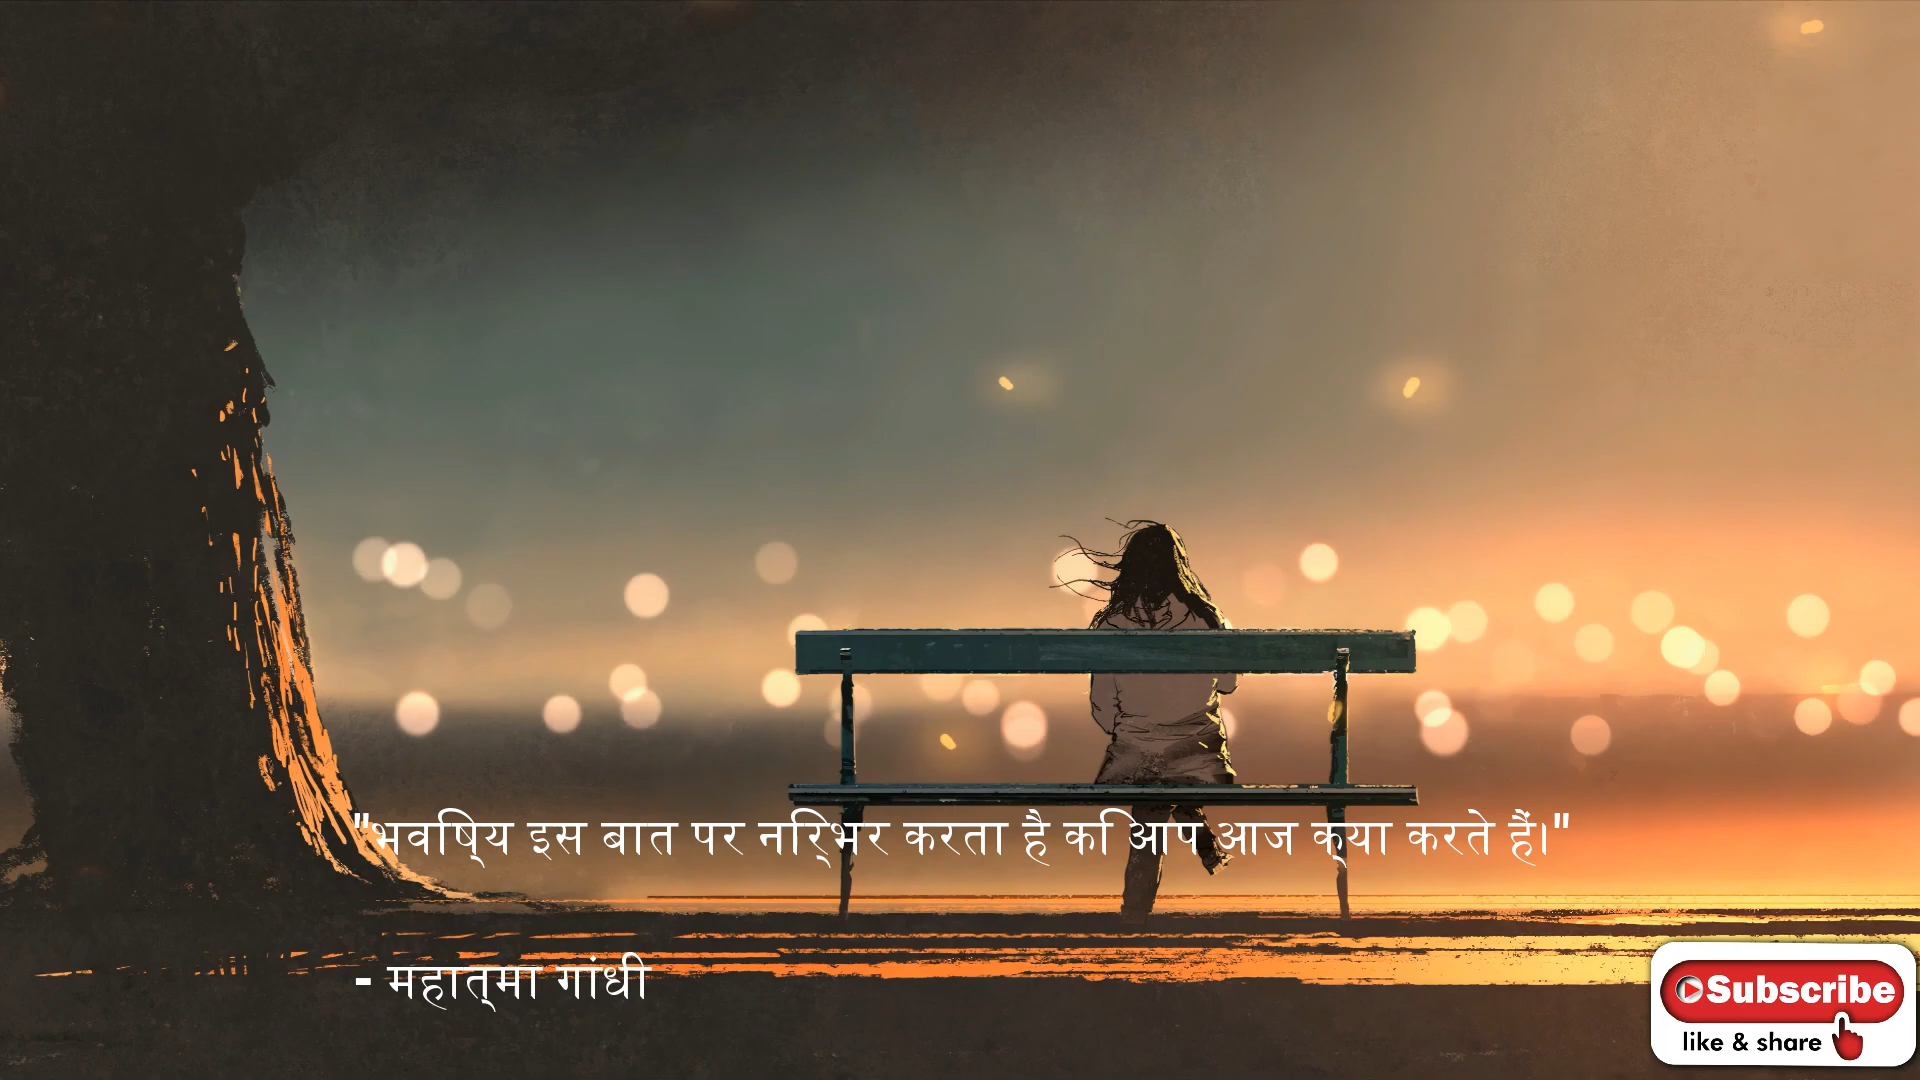 "भविष्य इस बात पर निर्भर करता है कि आप आज क्या करते हैं।"
- महात्मा गांधी
Subscribe
like & share